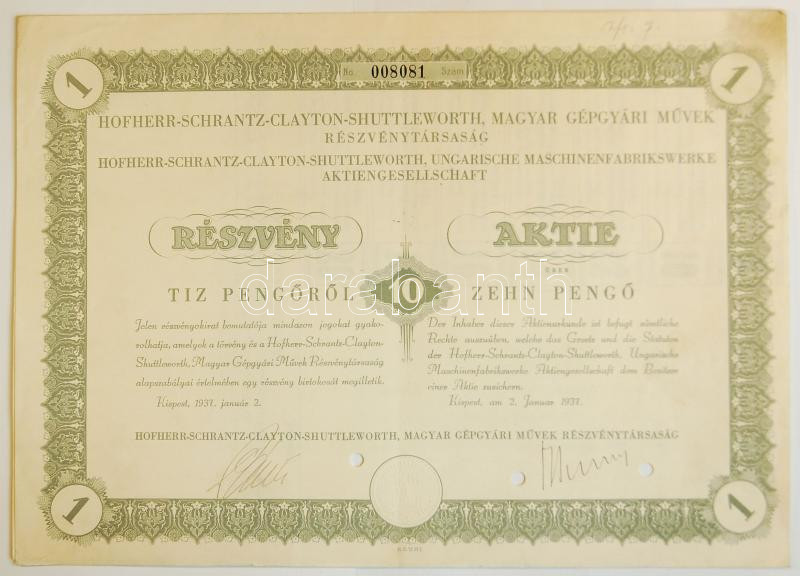 1
1
No. 008081 Szám
HOFHERR-SCHRANTZ-CLAYTON-SHUTTLEWORTH, MAGYAR GÉPGYÁRI MŰVEK
RÉSZVÉNYTÁRSASÁG
HOFHERR-SCHRANTZ-CLAYTON-SHUTTLEWORTH, UNGARISCHE MASCHINENFABRIKSWERKE
AKTIENGESELLSCHAFT
RÉSZVÉNY
TIZ PENGŐRŐL
Jelen részvényokirat bemutatója mindazon jogokat gyako-
rolhatja, amelyek a törvény és a Hofherr-Schrantz-Clayton-
Shuttleworth, Magyar Gépgyári Művek Részvénytársaság
alapszabályai értelmében egy részvény birtokosát megilletik.
Kispest, 1937. január 2.
10
darabanth
AKTIE
ÜBER
ZEHN PENGŐ
Der Inhaber dieser Aktienurkunde ist befugt sämtliche
Rechte auszuüben, welche das Gesetz und die Statuten
der Hofherr-Schrantz-Clayton-Shuttleworth, Ungarische
Maschinenfabrikswerke Aktiengesellschaft dem Besitzer
einer Aktie zusichern.
Kispest, am 2. Januar 1937.
HOFHERR-SCHRANTZ-CLAYTON-SHUTTLEWORTH, MAGYAR GÉPGYÁRI MŰVEK RÉSZVÉNYTÁRSASÁG
1
1